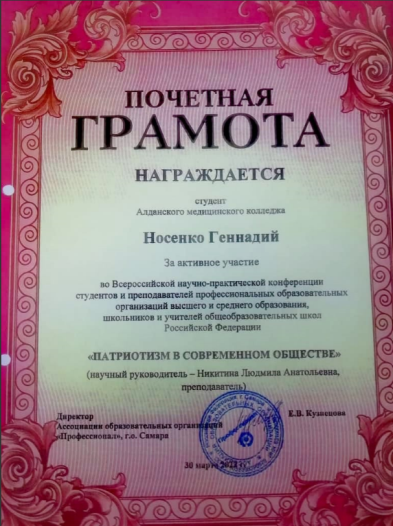 ПОЧЕТНАЯ
ГРАМОТА
НАГРАЖДАЕТСЯ
студент
Алданского медицинского колледжа
Носенко Геннадий
За активное участие
во Всероссийской научно-практической конференции
студентов и преподавателей профессиональных образовательных
организаций высшего и среднего образования,
школьников и учителей общеобразовательных школ
Российской Федерации
«ПАТРИОТИЗМ В СОВРЕМЕННОМ ОБЩЕСТВЕ»
(научный руководитель – Никитина Людмила Анатольевна,
преподаватель)
Директор
Ассоциации образовательных организаций
«Профессионал», г.о. Самара
Е.В. Кузнецова
30 марта